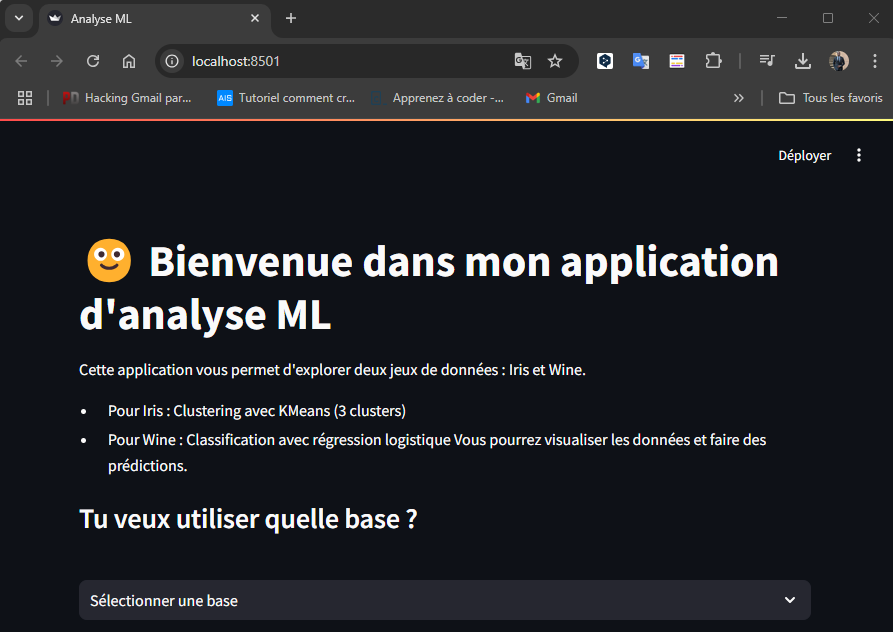 Analyse ML
localhost:8501
Hacking Gmail par...
AIS
Tutoriel comment cr...
Apprenez à coder -...
Gmail
Tous les favoris
Déployer
Bienvenue dans mon application
d'analyse ML
Cette application vous permet d'explorer deux jeux de données : Iris et Wine.
• Pour Iris : Clustering avec KMeans (3 clusters)
• Pour Wine : Classification avec régression logistique Vous pourrez visualiser les données et faire des
prédictions.
Tu veux utiliser quelle base ?
Sélectionner une base